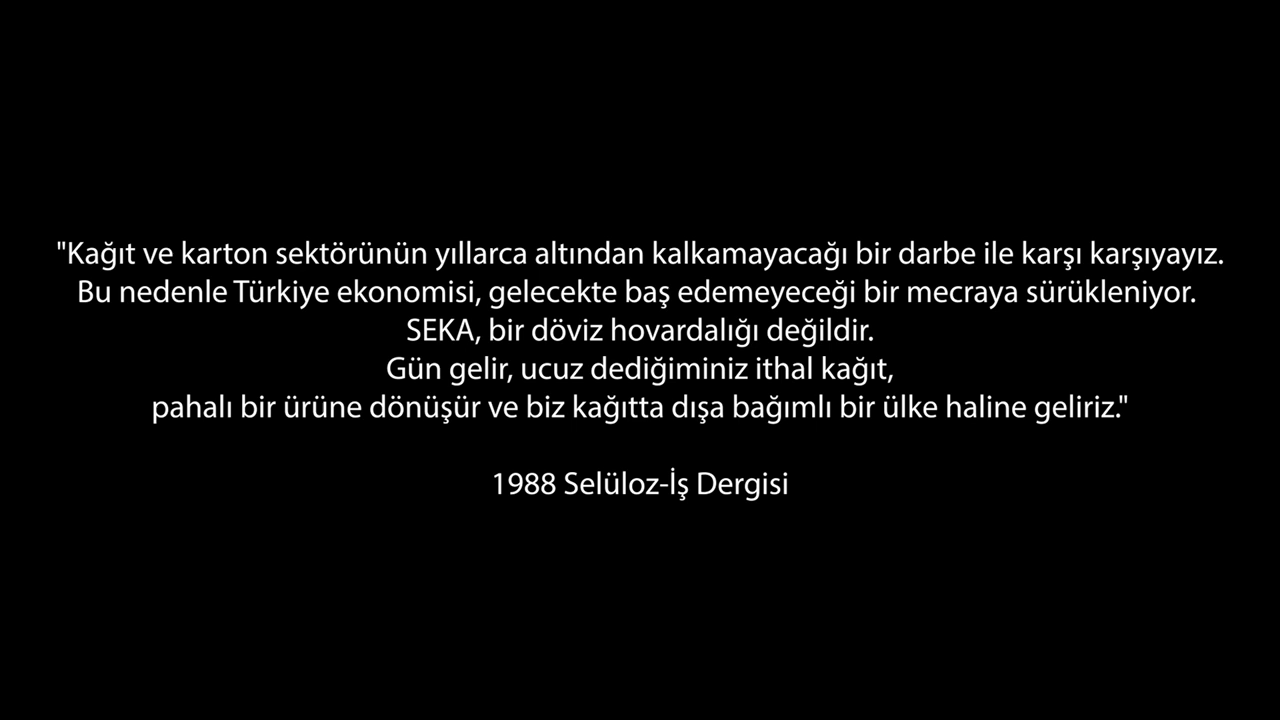 "Kağıt ve karton sektörünün yıllarca altından kalkamayacağı bir darbe ile karşı karşıyayız.
Bu nedenle Türkiye ekonomisi, gelecekte baş edemeyeceği bir mecraya sürükleniyor.
SEKA, bir döviz hovardalığı değildir.
Gün gelir, ucuz dediğiminiz ithal kağıt,
pahalı bir ürüne dönüşür ve biz kağıtta dışa bağımlı bir ülke haline geliriz."
1988 Selüloz-İş Dergisi